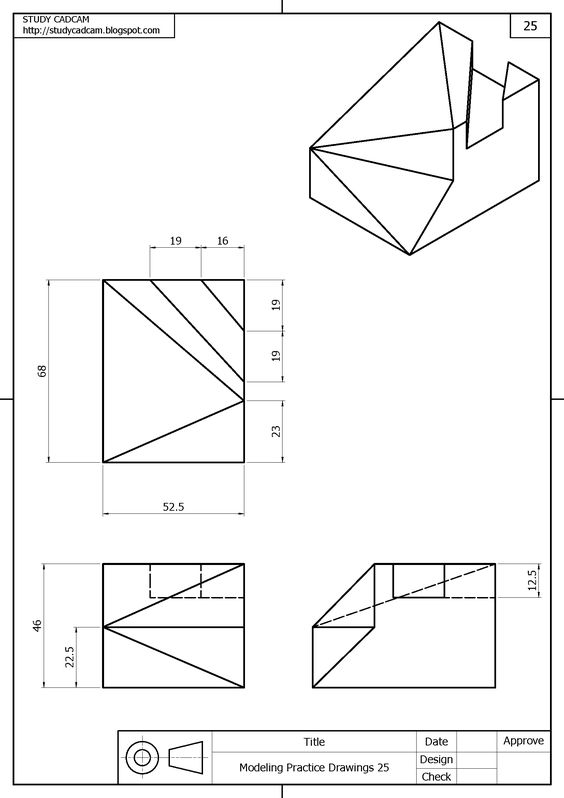 STUDY CADCAM
http://studycadcam.blogspot.com
25
19
16
19
68
19
23
52.5
46
22.5
12.5
Title
Date
Approve
Modeling Practice Drawings 25
Design
Check